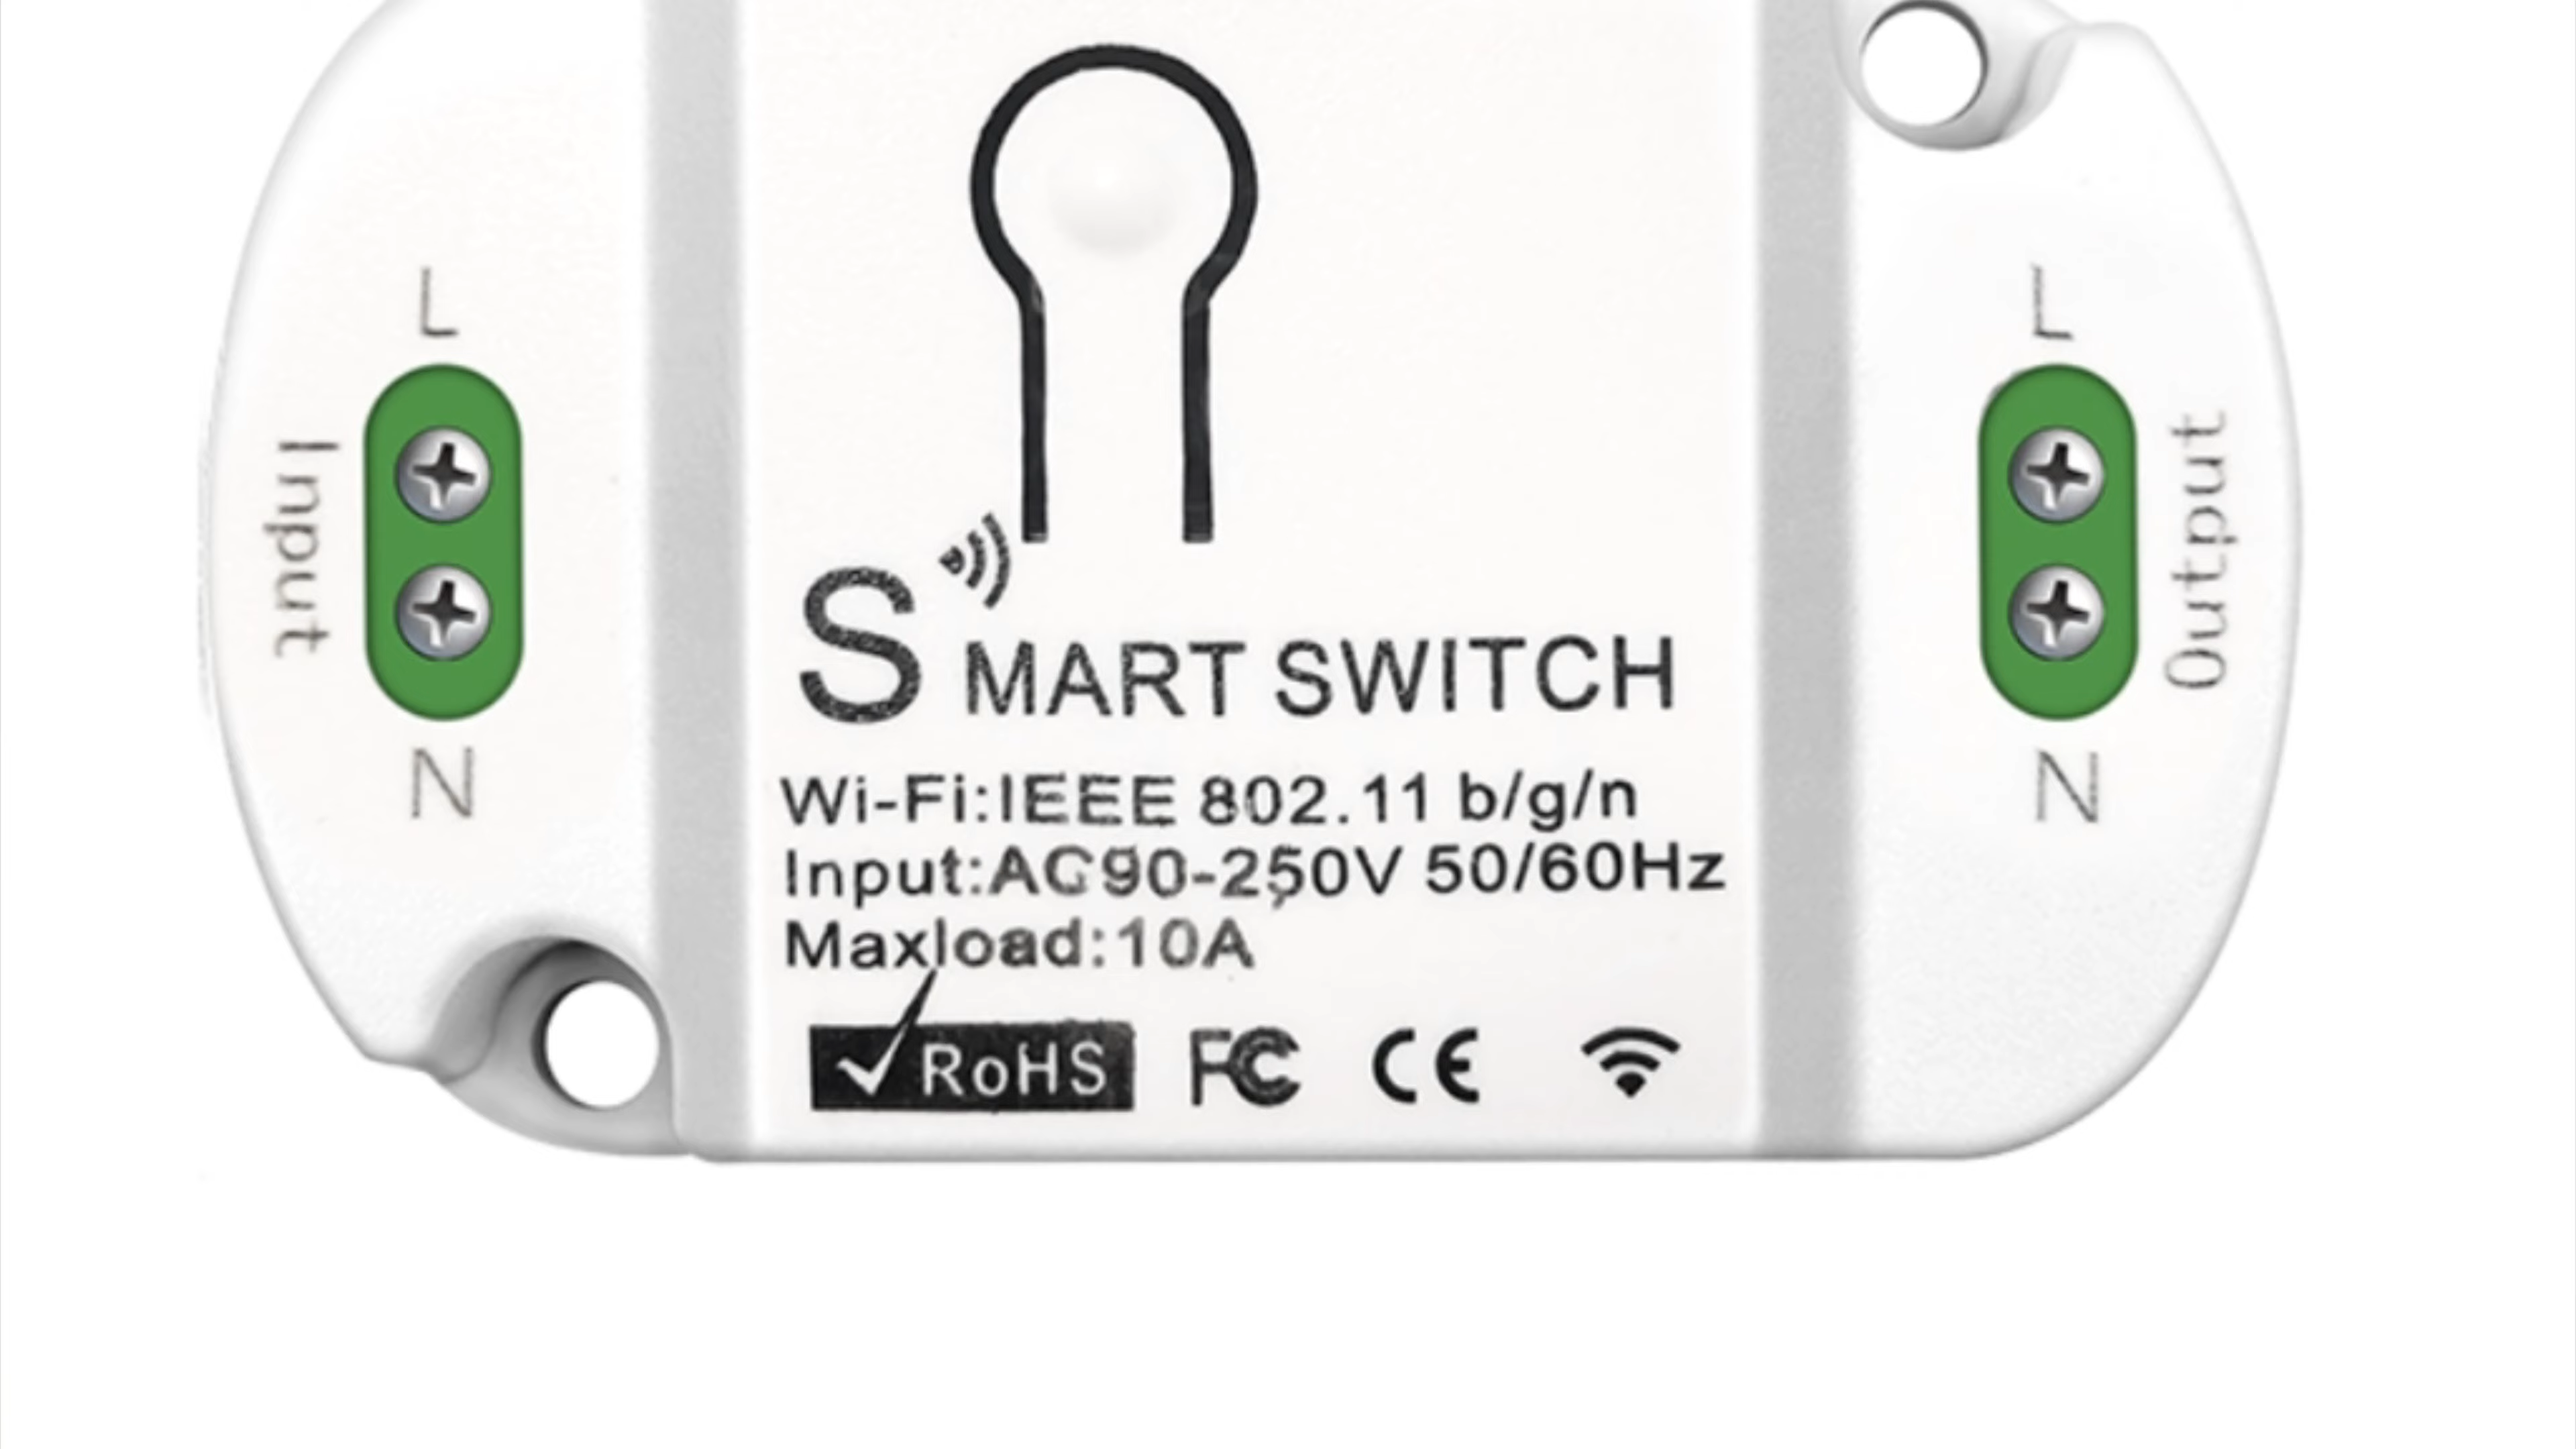 L
Input
N
SMART SWITCH
Wi-Fi:IEEE 802.11 b/g/n
Input:AC90-250V 50/60Hz
Maxload:10A
RoHS FC CE
L
Output
N